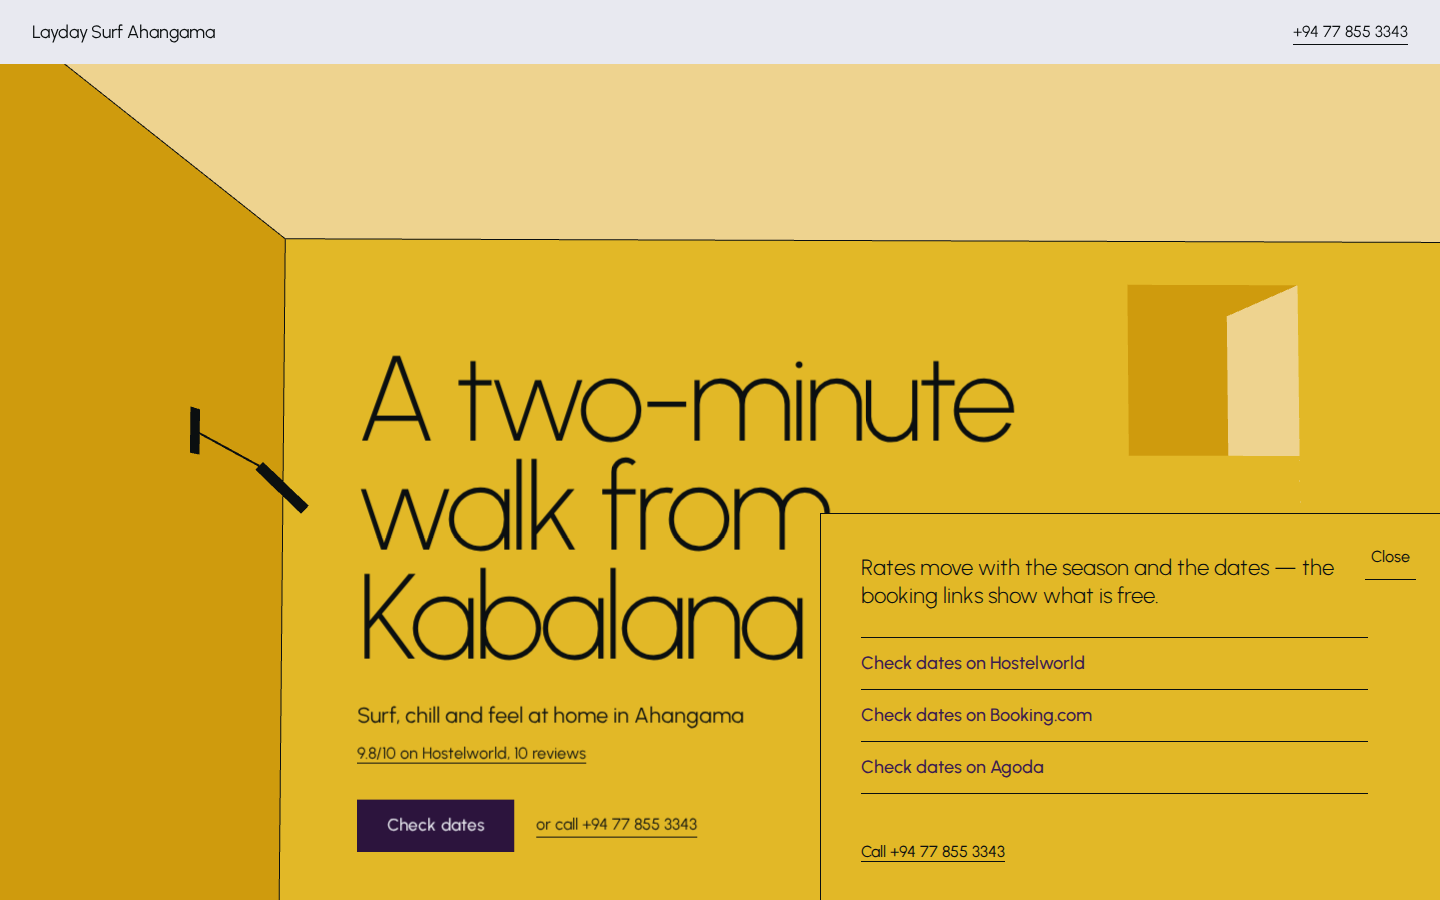 Layday Surf Ahangama
+94 77 855 3343
A two-minute
walk from
Kabalana
Surf, chill and feel at home in Ahangama
9.8/10 on Hostelworld, 10 reviews
Check dates
or call +94 77 855 3343
Rates move with the season and the dates — the
booking links show what is free.
Close
Check dates on Hostelworld
Check dates on Booking.com
Check dates on Agoda
Call +94 77 855 3343